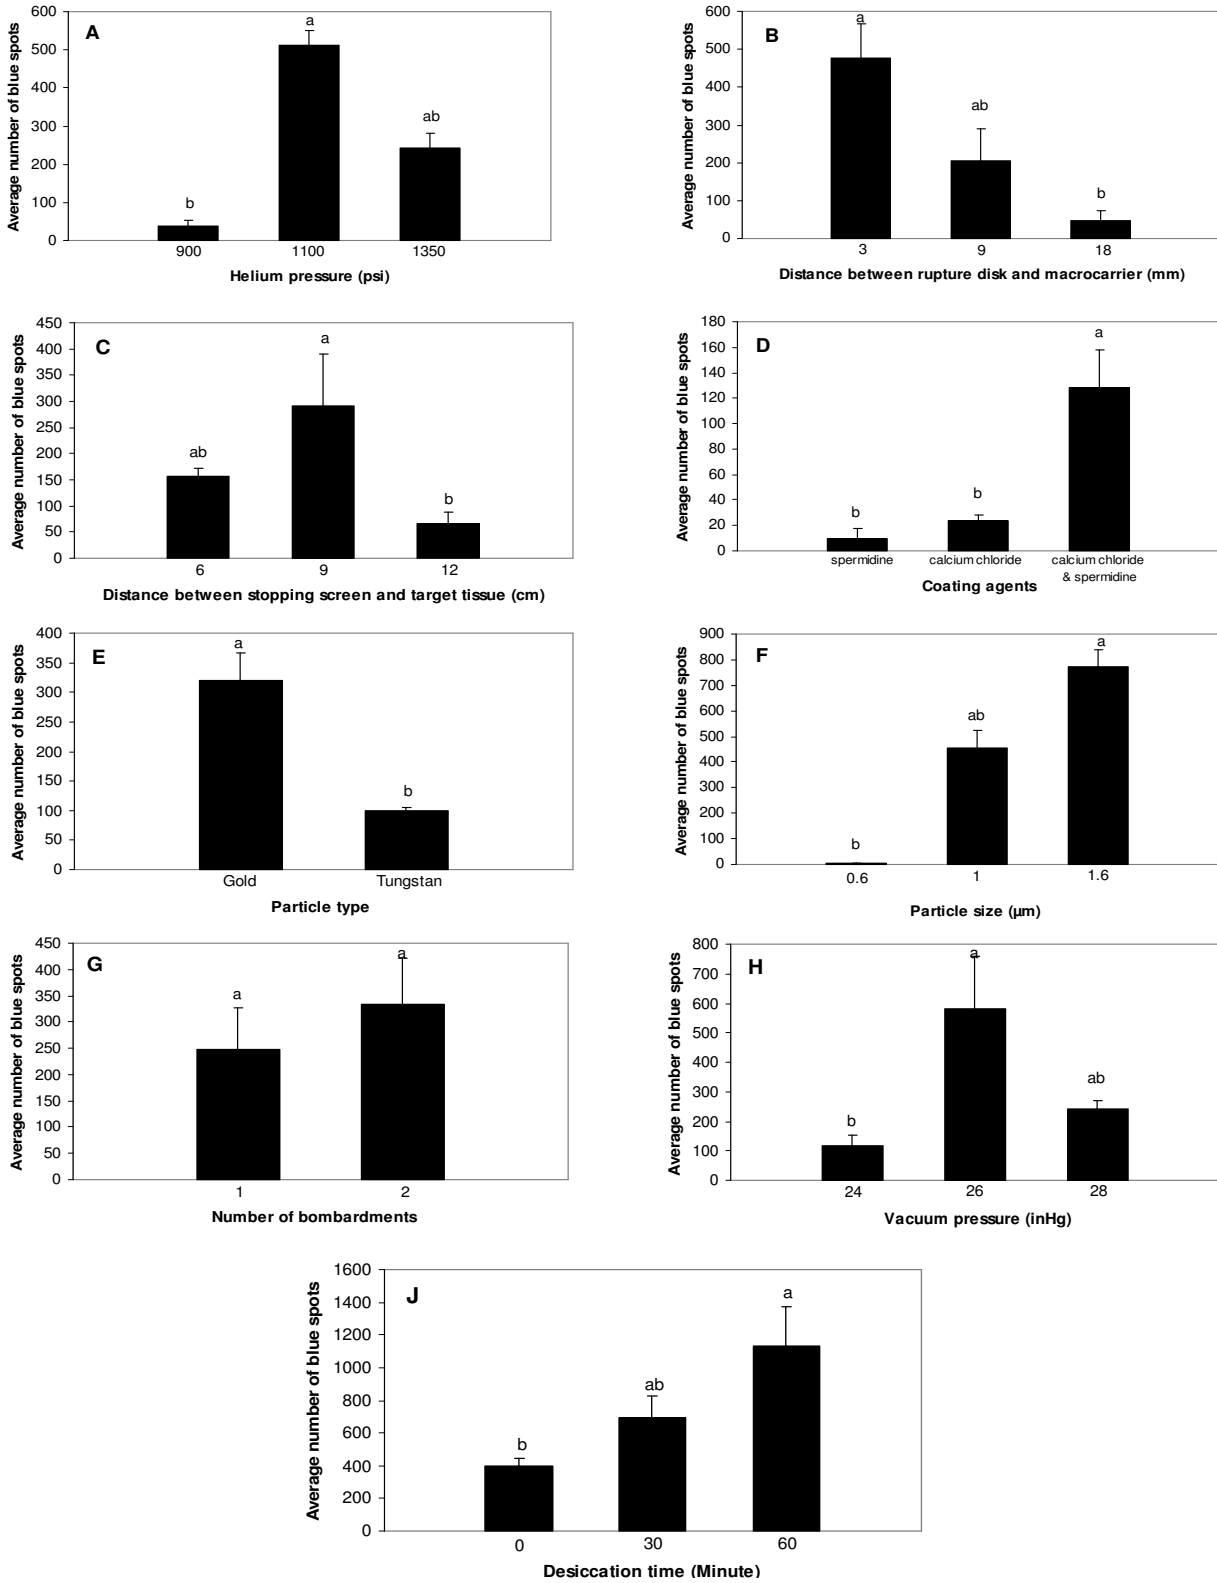 A
Average number of blue spots
600
500
400
300
200
100
0
b
a
ab
900 1100 1350
Helium pressure (psi)
B
Average number of blue spots
600
500
400
300
200
100
0
a
ab
b
3 9 18
Distance between rupture disk and macrocarrier (mm)
C
Average number of blue spots
450
400
350
300
250
200
150
100
50
0
ab
a
b
6 9 12
Distance between stopping screen and target tissue (cm)
D
Average number of blue spots
180
160
140
120
100
80
60
40
20
0
b
b
a
spermidine calcium chloride calcium chloride
& spermidine
Coating agents
E
Average number of blue spots
400
350
300
250
200
150
100
50
0
a
b
Gold Tungstan
Particle type
F
Average number of blue spots
900
800
700
600
500
400
300
200
100
0
b
ab
a
0.6 1 1.6
Particle size (µm)
G
Average number of blue spots
450
400
350
300
250
200
150
100
50
0
a
a
1 2
Number of bombardments
H
Average number of blue spots
800
700
600
500
400
300
200
100
0
b
a
ab
24 26 28
Vacuum pressure (inHg)
J
Average number of blue spots
1600
1400
1200
1000
800
600
400
200
0
b
ab
a
0 30 60
Desiccation time (Minute)